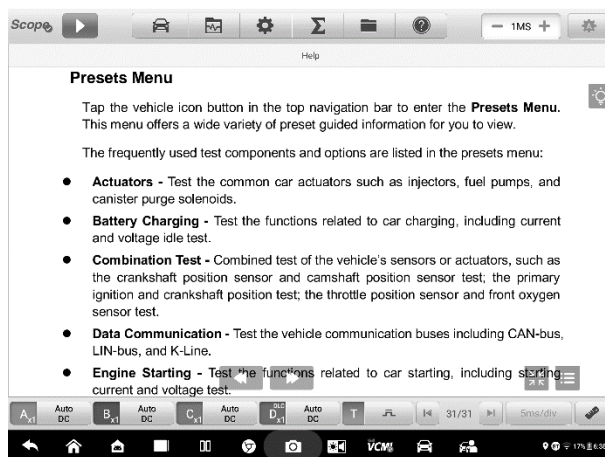 Scope
1MS
Help
Presets Menu
Tap the vehicle icon button in the top navigation bar to enter the Presets Menu.
This menu offers a wide variety of preset guided information for you to view.
The frequently used test components and options are listed in the presets menu:
● Actuators - Test the common car actuators such as injectors, fuel pumps, and
canister purge solenoids.
● Battery Charging - Test the functions related to car charging, including current
and voltage idle test.
● Combination Test - Combined test of the vehicle's sensors or actuators, such as
the crankshaft position sensor and camshaft position sensor test; the primary
ignition and crankshaft position test; the throttle position sensor and front oxygen
sensor test.
● Data Communication - Test the vehicle communication buses including CAN-bus,
LIN-bus, and K-Line.
● Engine Starting - Test the functions related to car starting, including starting
current and voltage test.
A x1 Auto DC B x1 Auto DC C x1 Auto DC D x1 DLC Auto DC T 31/31 5ms/div
VCMI 17%